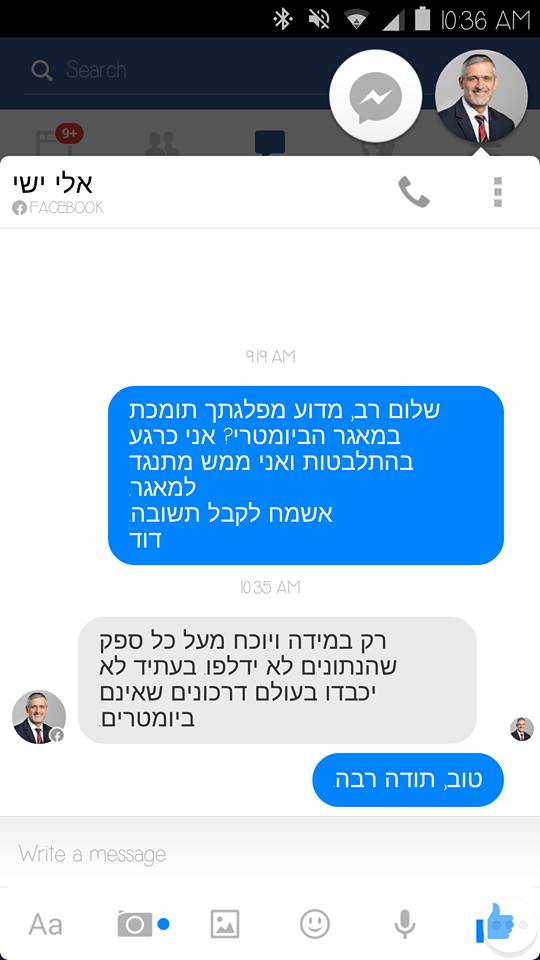 10:36 AM
Search
9+
אלי ישי
FACEBOOK
9:19 AM
שלום רב, מדוע מפלגתך תומכת
במאגר הביומטרי? אני כרגע
בהתלבטות ואני ממש מתנגד
למאגר.
אשמח לקבל תשובה.
דוד
10:35 AM
רק במידה ויוכח מעל כל ספק
שהנתונים לא ידלפו. בעתיד לא
יכבדו בעולם דרכונים שאינם
ביומטרים.
טוב, תודה רבה.
Write a message
Aa